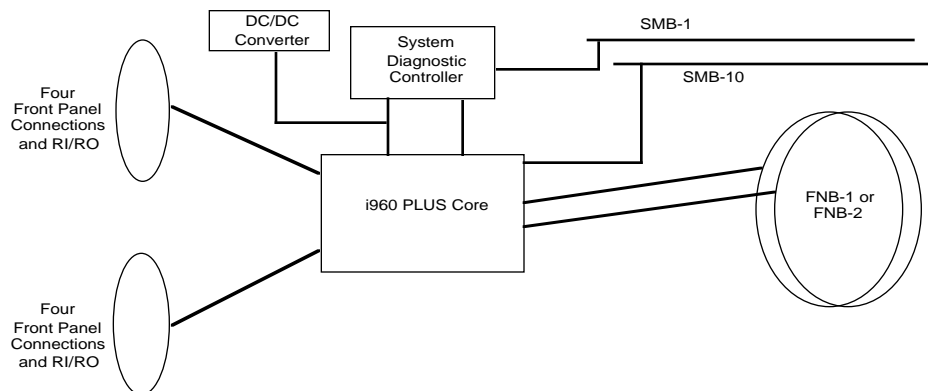 DC/DC
Converter
System
Diagnostic
Controller
SMB-1
SMB-10
Four
Front Panel
Connections
and RI/RO
i960 PLUS Core
FNB-1 or
FNB-2
Four
Front Panel
Connections
and RI/RO